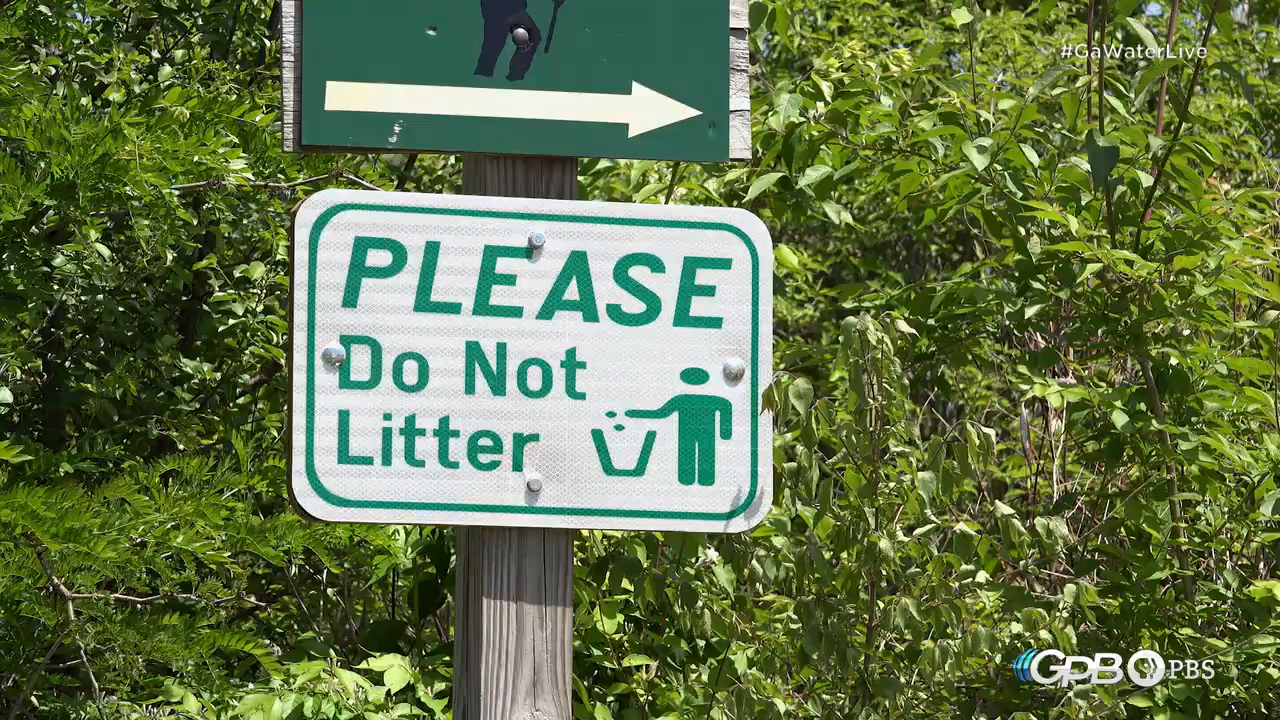 #GaWaterLive
PLEASE
Do Not
Litter
GPB PBS